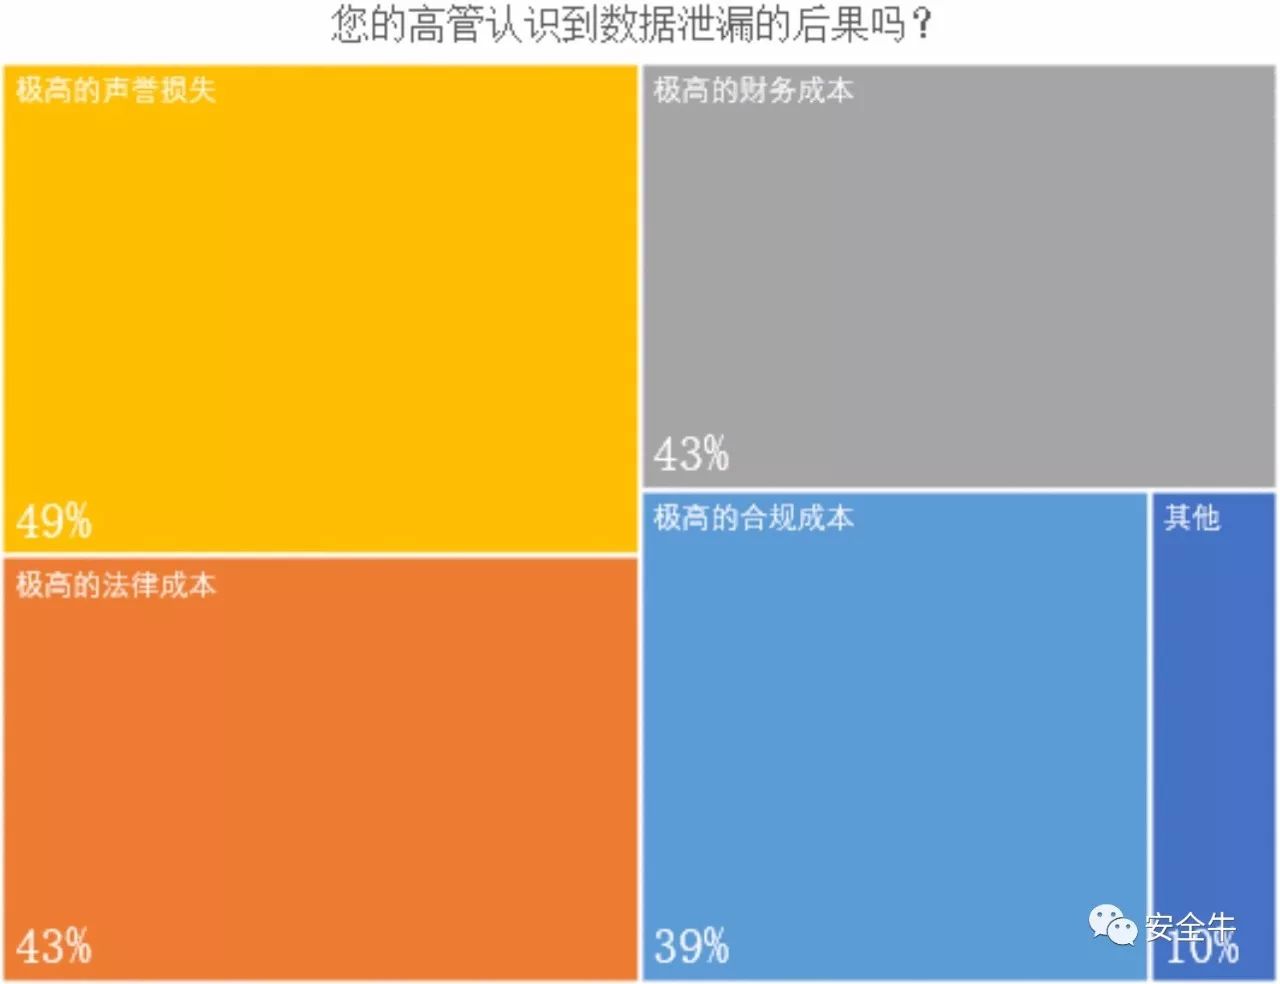 您的高管认识到数据泄漏的后果吗？
极高的声誉损失
49%
极高的财务成本
43%
极高的法律成本
43%
极高的合规成本
39%
其他
10%
安全牛